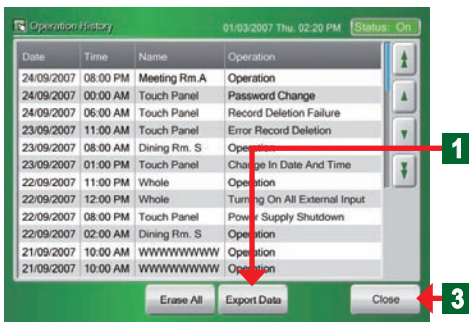 Operation History 01/03/2007 Thu. 02:20 PM Status: On
Date Time Name Operation
24/09/2007 08:00 PM Meeting Rm.A Operation
24/09/2007 00:00 AM Touch Panel Password Change
24/09/2007 06:00 AM Touch Panel Record Deletion Failure
23/09/2007 11:00 AM Touch Panel Error Record Deletion
23/09/2007 08:00 AM Dining Rm. S Operation
23/09/2007 01:00 PM Touch Panel Change In Date And Time
22/09/2007 11:00 PM Whole Operation
22/09/2007 12:00 PM Whole Turning On All External Input
22/09/2007 08:00 PM Touch Panel Power Supply Shutdown
22/09/2007 02:00 AM Dining Rm. S Operation
21/09/2007 10:00 AM WWWWWWWW Operation
21/09/2007 10:00 AM WWWWWWWW Operation
Erase All Export Data Close
1
3